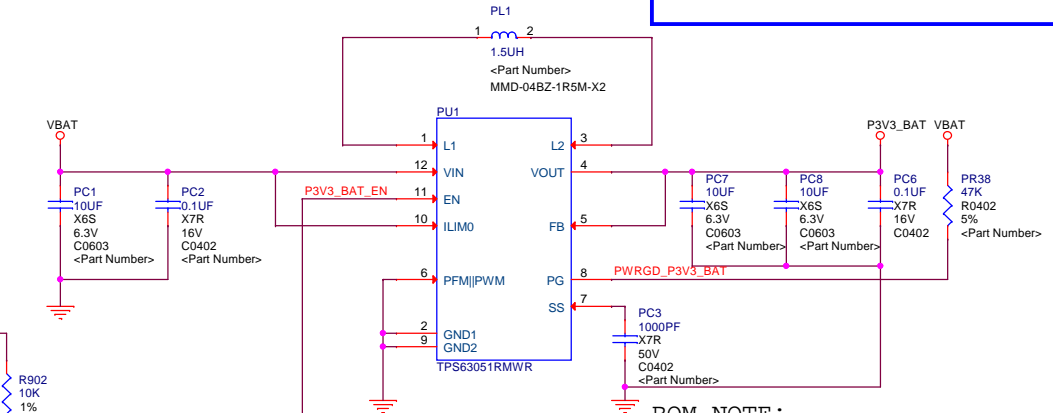 PL1
1 2
1.5UH
<Part Number>
MMD-04BZ-1R5M-X2
VBAT
PC1
10UF
X6S
6.3V
C0603
<Part Number>
PC2
0.1UF
X7R
16V
C0402
<Part Number>
P3V3_BAT_EN
PU1
1 L1
12 VIN
11 EN
10 ILIM0
6 PFM||PWM
2 GND1
9 GND2
L2 3
VOUT 4
FB 5
PG 8
SS 7
TPS63051RMWR
P3V3_BAT VBAT
PC7
10UF
X6S
6.3V
C0603
<Part Number>
PC8
10UF
X6S
6.3V
C0603
<Part Number>
PC6
0.1UF
X7R
16V
C0402
PR38
47K
R0402
5%
<Part Number>
PWRGD_P3V3_BAT
PC3
1000PF
X7R
50V
C0402
<Part Number>
R902
10K
1%